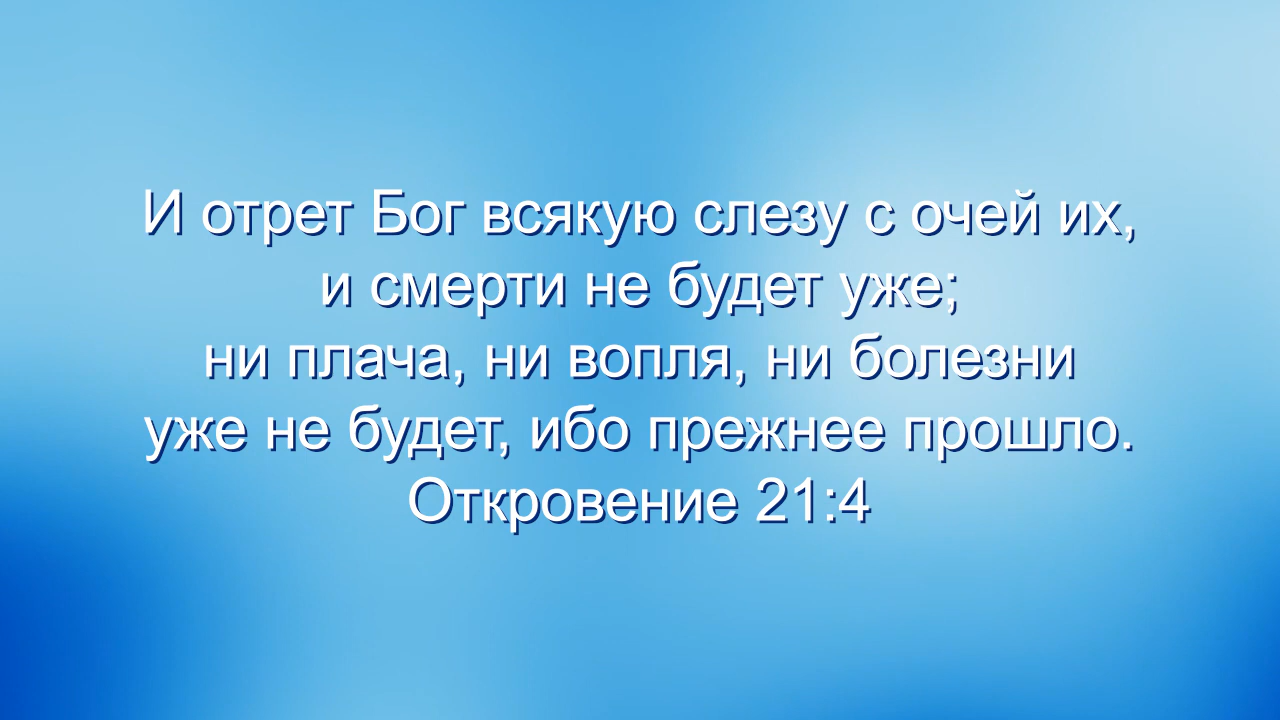 И отрет Бог всякую слезу с очей их,
и смерти не будет уже;
ни плача, ни вопля, ни болезни
уже не будет, ибо прежнее прошло.
Откровение 21:4